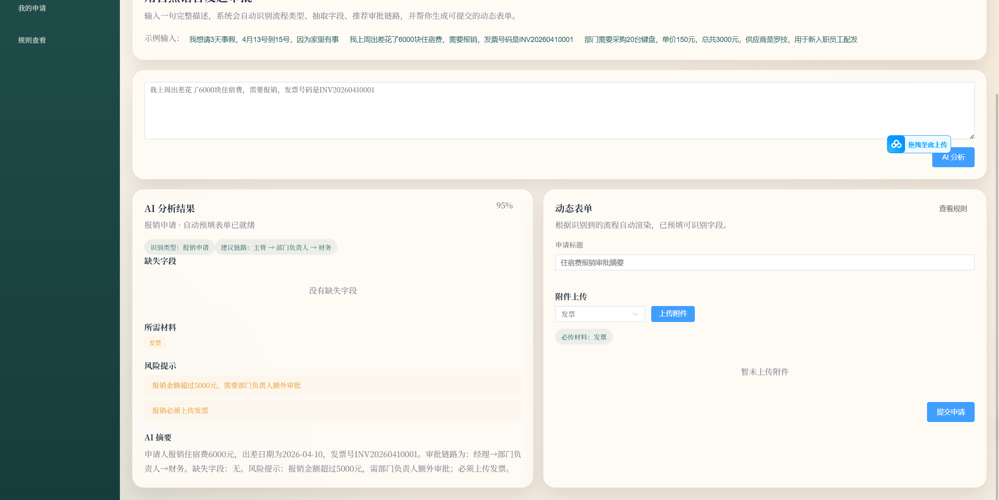 我的申请
规则查看
用自然语言发起审批
输入一句完整描述，系统会自动识别流程类型、抽取字段、推荐审批链路，并帮你生成可提交的动态表单。
示例输入： 我想请3天事假，4月13号到15号，因为家里有事 我上周出差花了6000块住宿费，需要报销，发票号码是INV20260410001 部门需要采购20台键盘，单价150元，总共3000元，供应商是罗技，用于新入职员工配发
我上周出差花了6000块住宿费，需要报销，发票号码是INV20260410001
拖拽至此上传
AI 分析
AI 分析结果
95%
报销申请 · 自动预填表单已就绪
识别类型：报销申请 建议链路：主管 → 部门负责人 → 财务
缺失字段
没有缺失字段
所需材料
发票
风险提示
报销金额超过5000元，需要部门负责人额外审批
报销必须上传发票
AI 摘要
申请人报销住宿费6000元，出差日期为2026-04-10，发票号INV20260410001。审批链路为：经理→部门负
责人→财务。缺失字段：无。风险提示：报销金额超过5000元，需部门负责人额外审批；必须上传发票。
动态表单
查看规则
根据识别到的流程自动渲染，已预填可识别字段。
申请标题
住宿费报销审批摘要
附件上传
发票
上传附件
必传材料：发票
暂未上传附件
提交申请